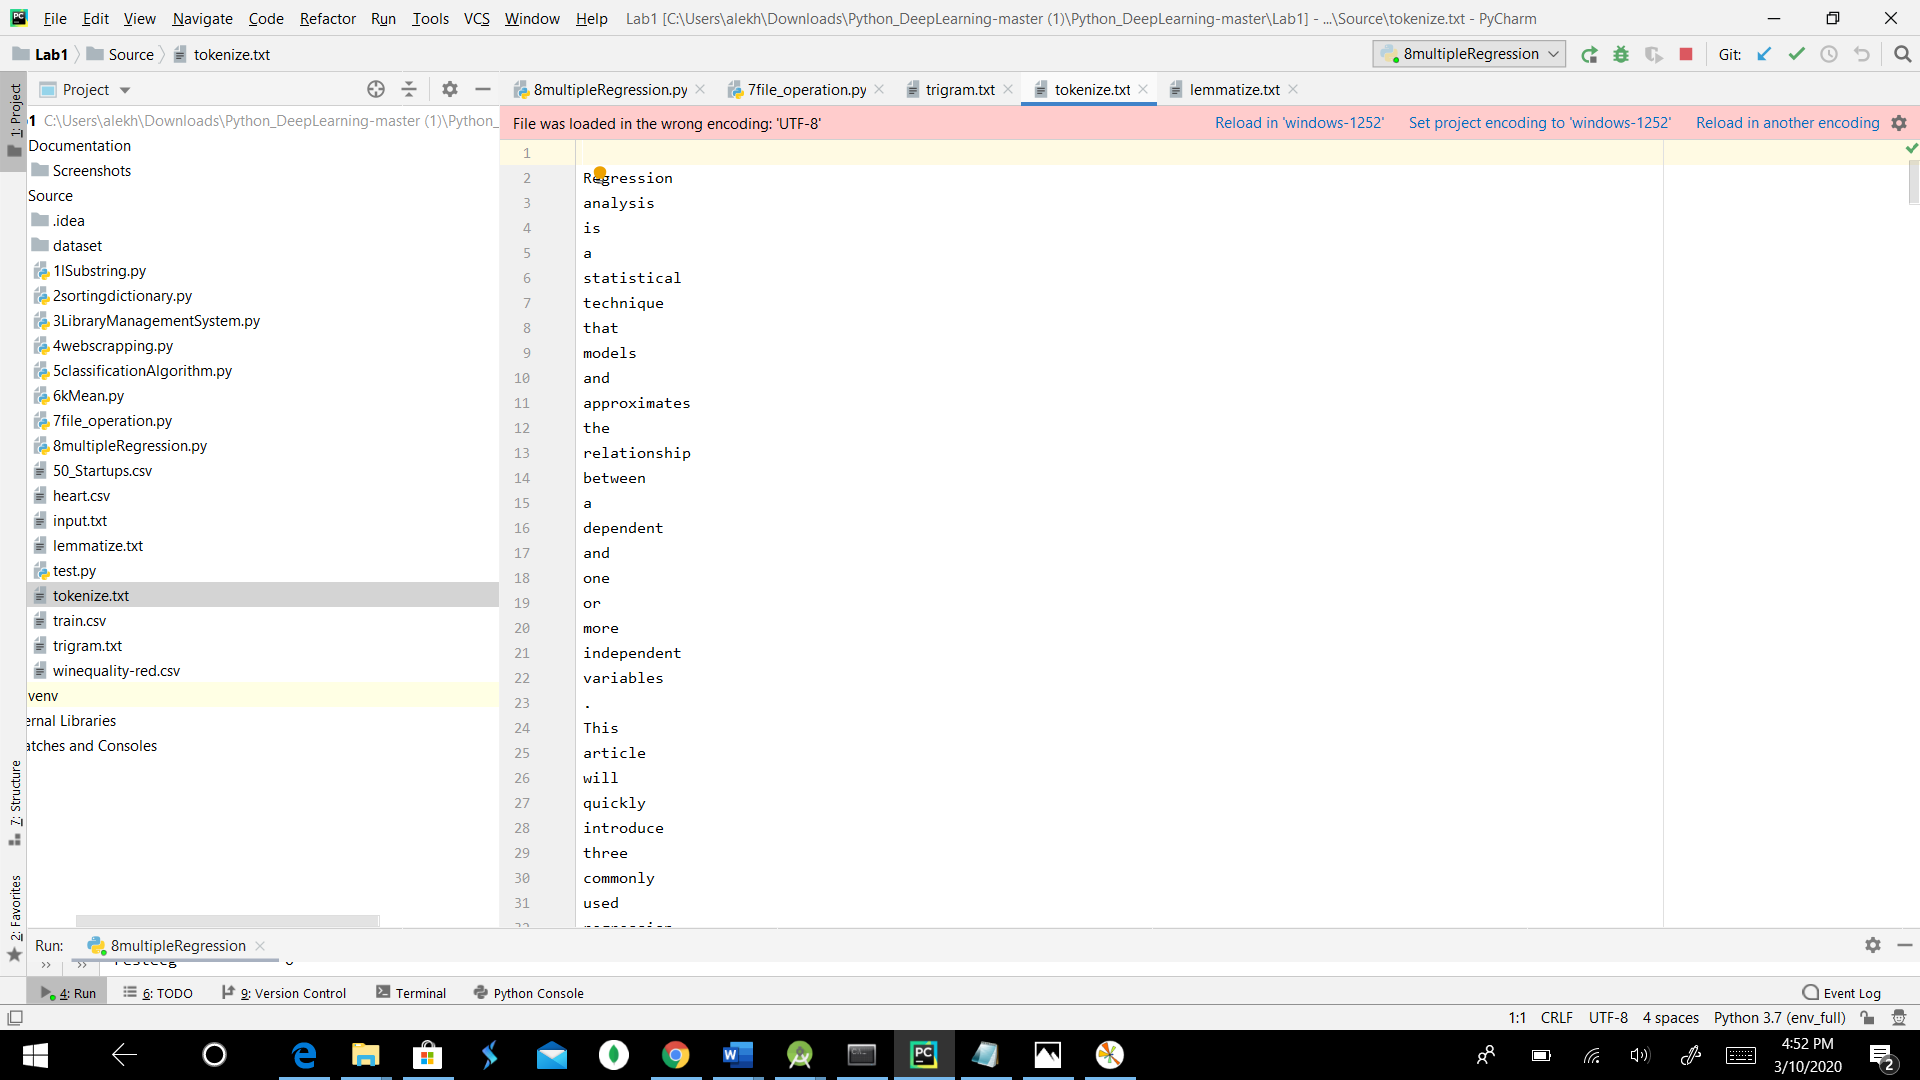 File Edit View Navigate Code Refactor Run Tools VCS Window Help Lab1 [C:\Users\alekh\Downloads\Python_DeepLearning-master (1)\Python_DeepLearning-master\Lab1] - ...\Source\tokenize.txt - PyCharm
Lab1 Source tokenize.txt 8multipleRegression Git:
1: Project
Project
8multipleRegression.py 7file_operation.py trigram.txt tokenize.txt lemmatize.txt
1 C:\Users\alekh\Downloads\Python_DeepLearning-master (1)\Python_
File was loaded in the wrong encoding: 'UTF-8' Reload in 'windows-1252' Set project encoding to 'windows-1252' Reload in another encoding
Documentation
Screenshots
Source
.idea
dataset
1lSubstring.py
2sortingdictionary.py
3LibraryManagementSystem.py
4webscrapping.py
5classificationAlgorithm.py
6kMean.py
7file_operation.py
8multipleRegression.py
50_Startups.csv
heart.csv
input.txt
lemmatize.txt
test.py
tokenize.txt
train.csv
trigram.txt
winequality-red.csv
venv
ernal Libraries
atches and Consoles
1
2 Regression
3 analysis
4 is
5 a
6 statistical
7 technique
8 that
9 models
10 and
11 approximates
12 the
13 relationship
14 between
15 a
16 dependent
17 and
18 one
19 or
20 more
21 independent
22 variables
23 .
24 This
25 article
26 will
27 quickly
28 introduce
29 three
30 commonly
31 used
7: Structure
2: Favorites
Run: 8multipleRegression
4: Run 6: TODO 9: Version Control Terminal Python Console Event Log
1:1 CRLF UTF-8 4 spaces Python 3.7 (env_full)
4:52 PM
3/10/2020
2